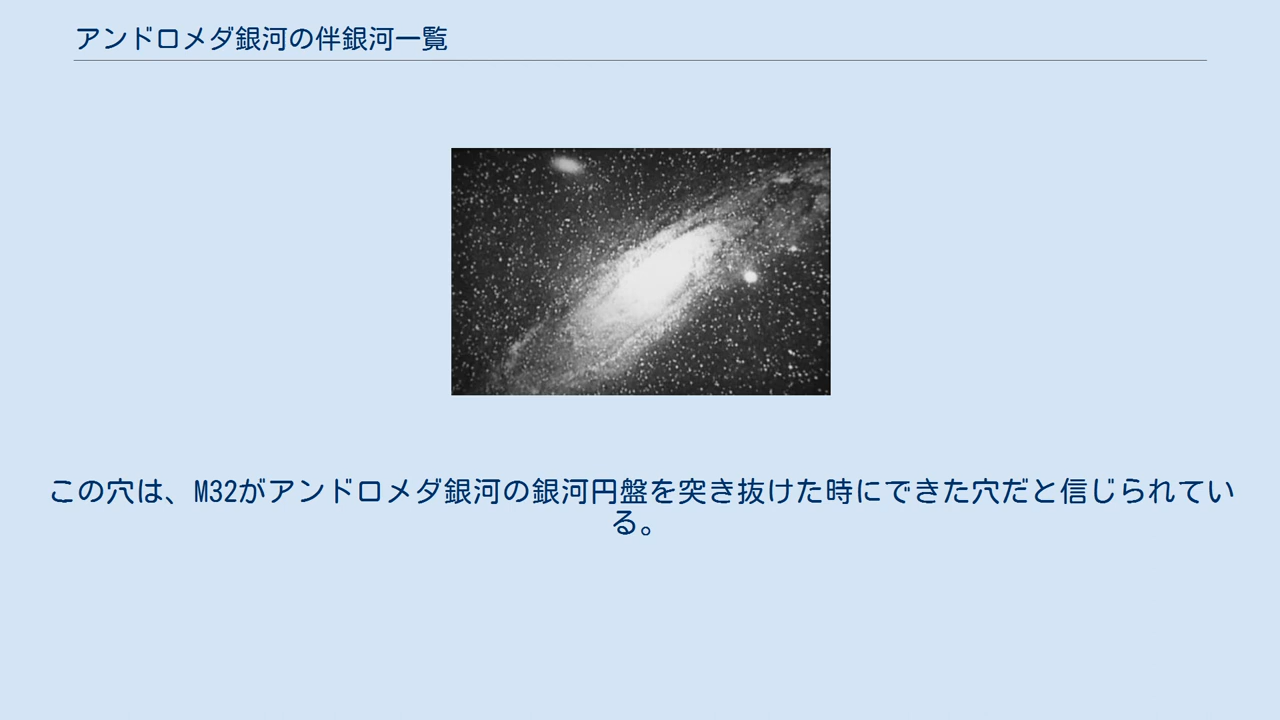 アンドロメダ銀河の伴銀河一覧
この穴は、M32がアンドロメダ銀河の銀河円盤を突き抜けた時にできた穴だと信じられてい
る。